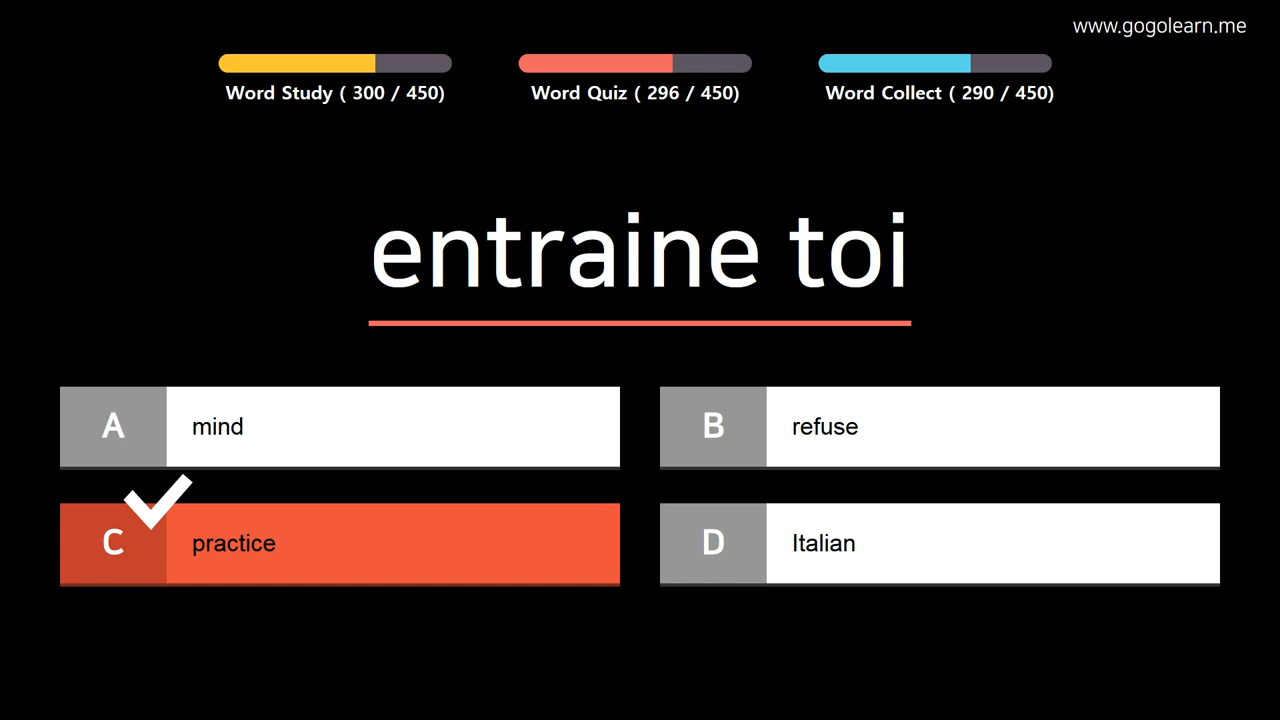 www.gogolearn.me
Word Study ( 300 / 450)
Word Quiz ( 296 / 450)
Word Collect ( 290 / 450)
entraine toi
A mind
B refuse
C practice
D Italian